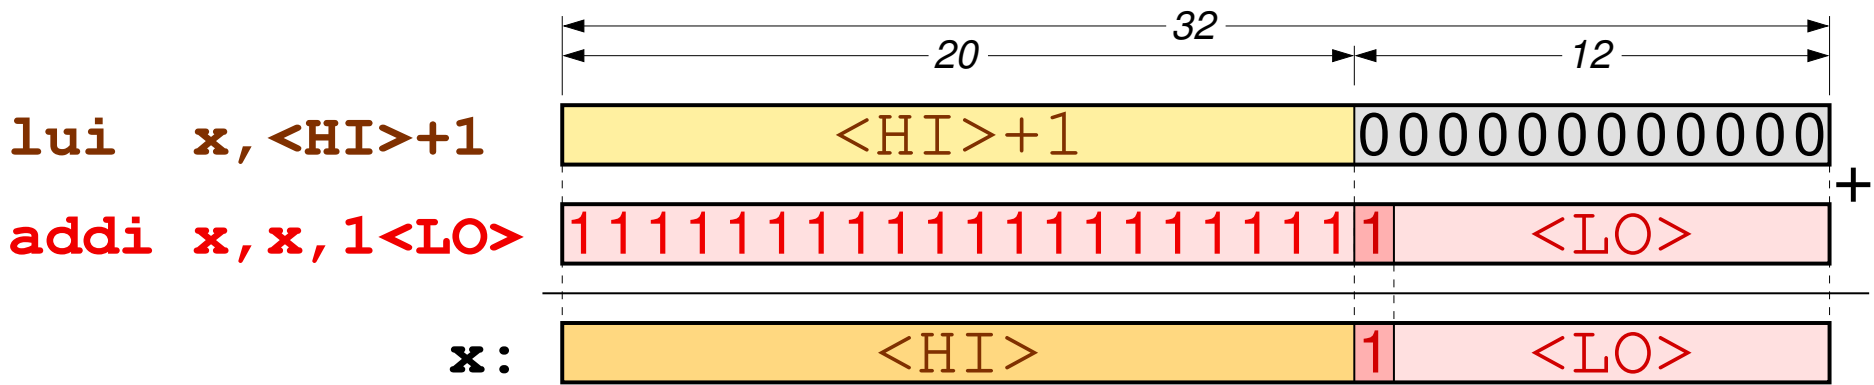 32
20 12
lui x,<HI>+1 <HI>+1 000000000000
+
addi x,x,1<LO> 11111111111111111111 1 <LO>
x: <HI> 1 <LO>